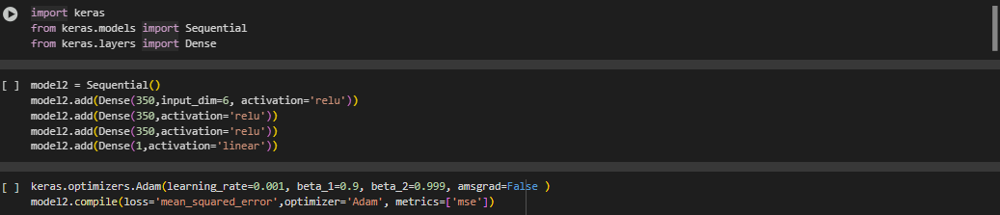 import keras
from keras.models import Sequential
from keras.layers import Dense
[ ] model2 = Sequential()
model2.add(Dense(350,input_dim=6, activation='relu'))
model2.add(Dense(350,activation='relu'))
model2.add(Dense(350,activation='relu'))
model2.add(Dense(1,activation='linear'))
[ ] keras.optimizers.Adam(learning_rate=0.001, beta_1=0.9, beta_2=0.999, amsgrad=False )
model2.compile(loss='mean_squared_error',optimizer='Adam', metrics=['mse'])